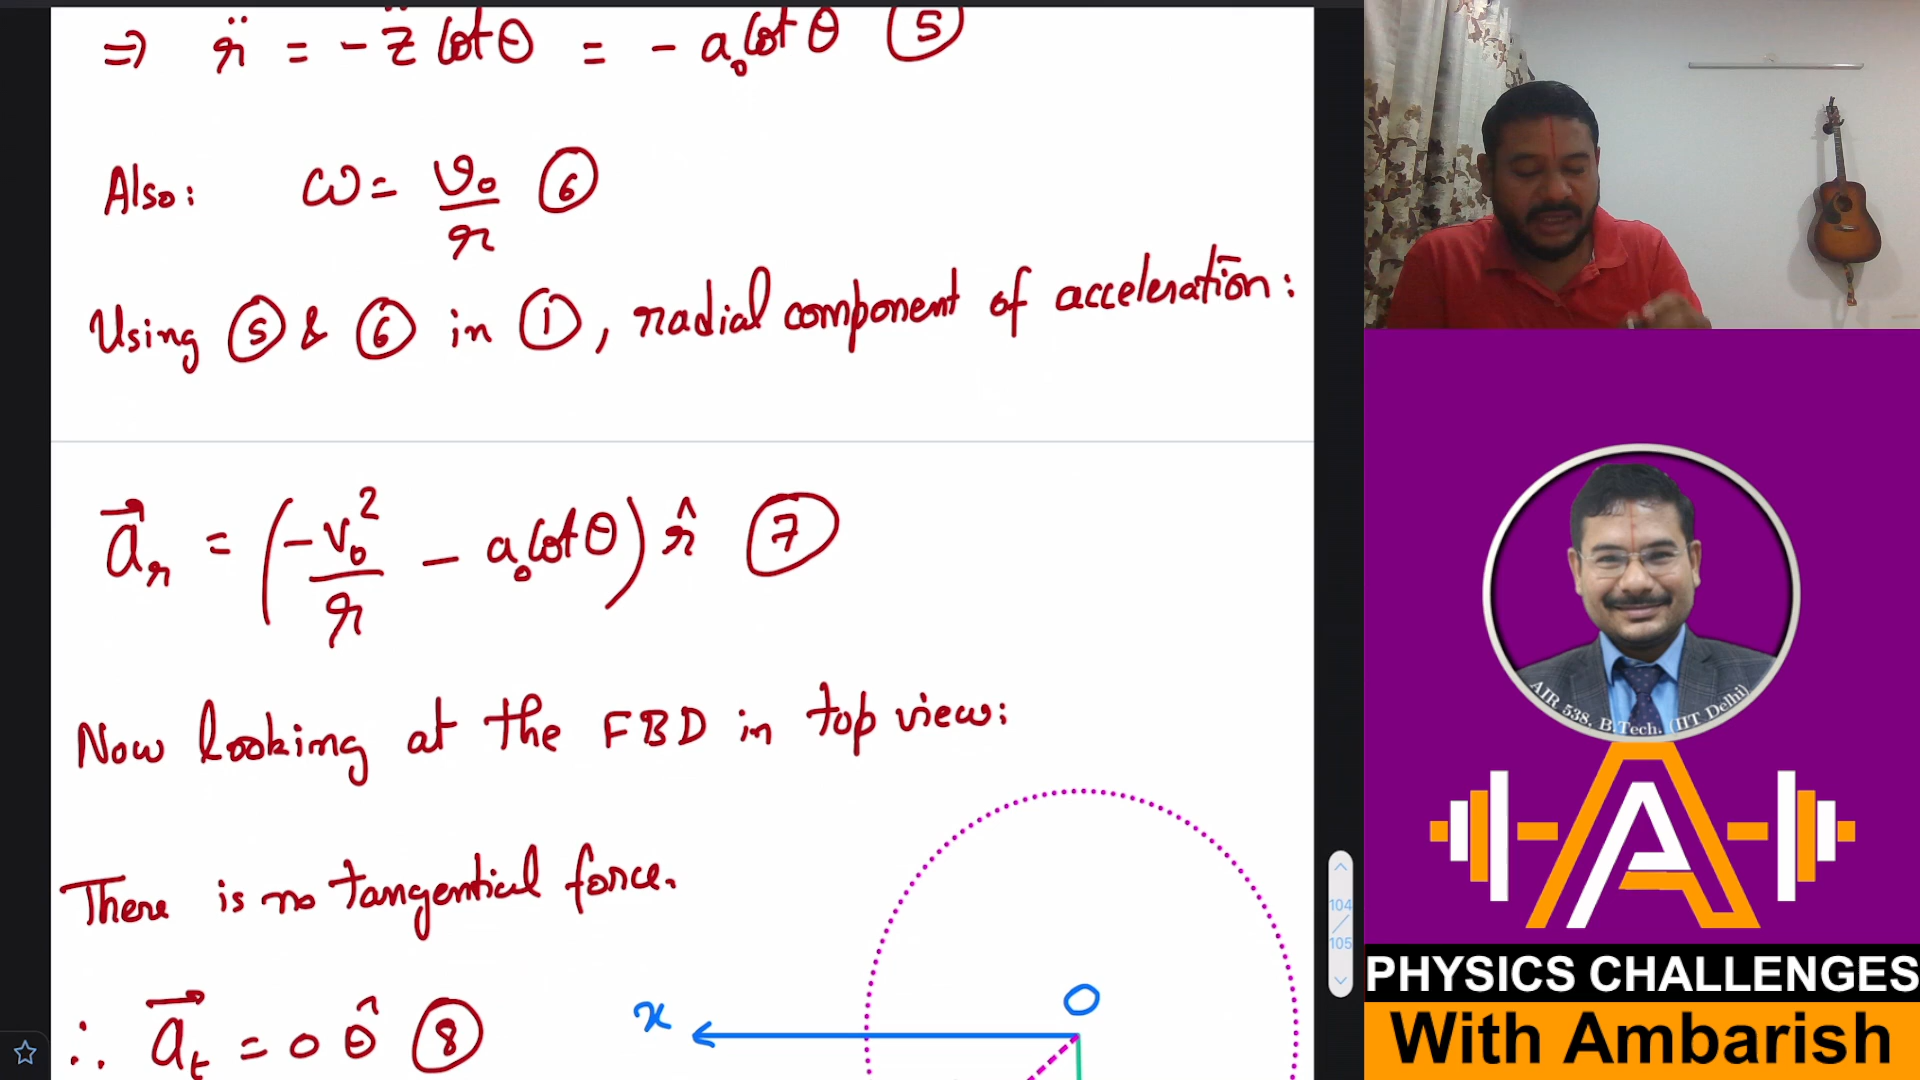 ⇒ r̈ = - z̈ cot θ = - a₀ cot θ ⑤
Also: ω = v₀/r ⑥
Using ⑤ & ⑥ in ①, radial component of acceleration:
a⃗ᵣ = (-v₀²/r - a₀ cot θ) r̂ ⑦
Now looking at the FBD in top view:
There is no tangential force.
∴ a⃗ₜ = 0 θ̂ ⑧
x
O
104
/
105
AIR 538, B.Tech. (IIT Delhi)
A
PHYSICS CHALLENGES
With Ambarish